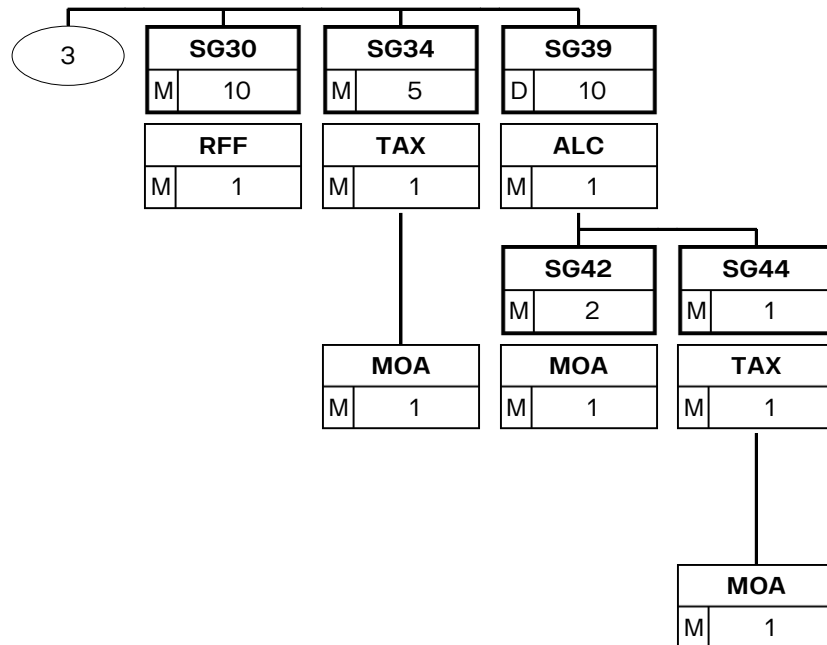 3
SG30
M 10
SG34
M 5
SG39
D 10
RFF
M 1
TAX
M 1
ALC
M 1
SG42
M 2
SG44
M 1
MOA
M 1
MOA
M 1
TAX
M 1
MOA
M 1